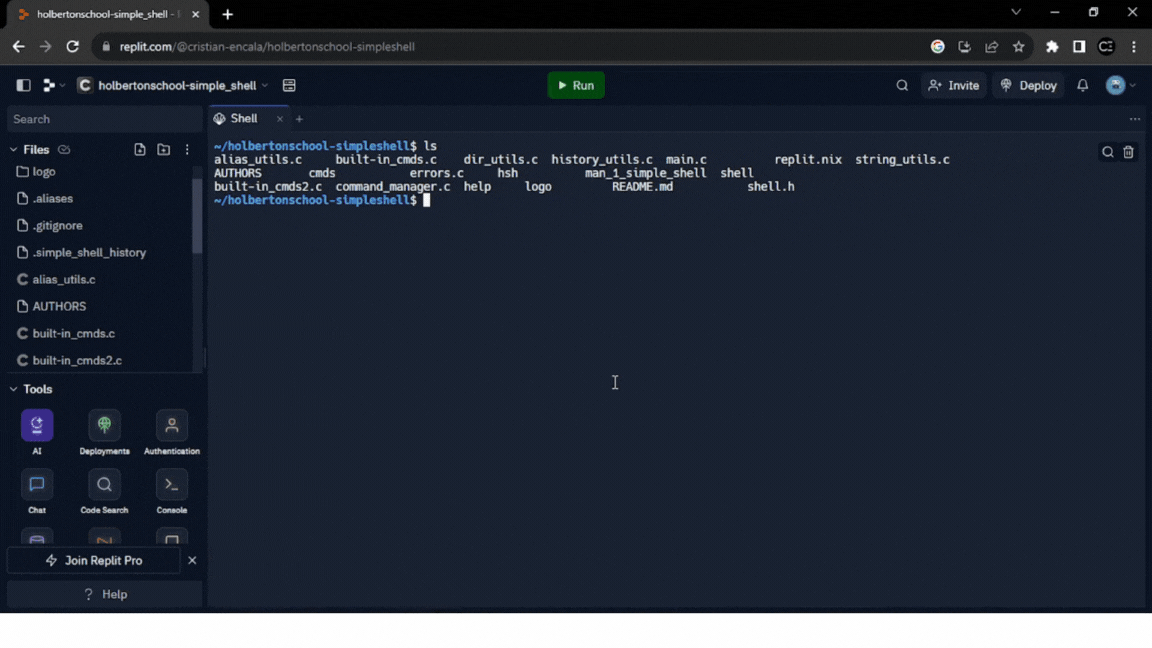 holbertonschool-simple_shell -
replit.com/@cristian-encala/holbertonschool-simpleshell
C holbertonschool-simple_shell
Run
Invite
Deploy
Search
Files
logo
.aliases
.gitignore
.simple_shell_history
C alias_utils.c
AUTHORS
C built-in_cmds.c
C built-in_cmds2.c
Tools
AI
Deployments
Authentication
Chat
Code Search
Console
Join Replit Pro
? Help
Shell
~/holbertonschool-simpleshell$ ls
alias_utils.c built-in_cmds.c dir_utils.c history_utils.c main.c replit.nix string_utils.c
AUTHORS cmds errors.c hsh man_1_simple_shell shell
built-in_cmds2.c command_manager.c help logo README.md shell.h
~/holbertonschool-simpleshell$